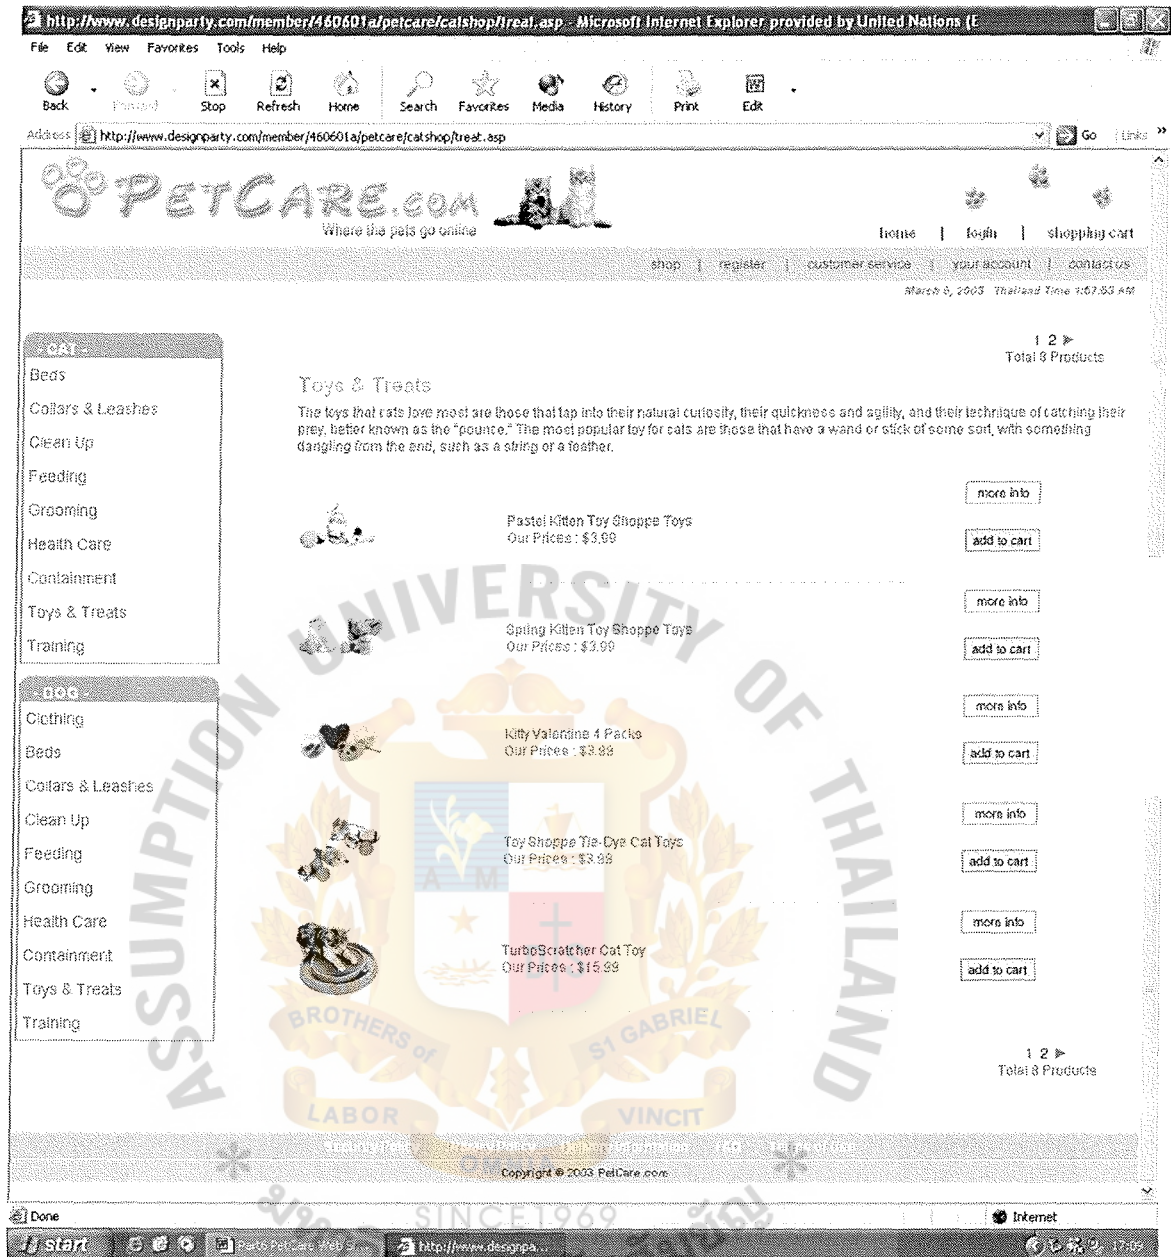 http://www.designparty.com/member/460601a/petcare/catshop/treat.asp - Microsoft Internet Explorer provided by United Nations (E
File Edit View Favorites Tools Help
Back Forward Stop Refresh Home Search Favorites Media History Print Edit
Address http://www.designparty.com/member/460601a/petcare/catshop/treat.asp Go Links »
PETCARE.COM
Where the pets go online
home | login | shopping cart
shop | register | customer service | your account | contact us
March 6, 2003 Thailand Time
1 2
Total 8 Products
- CAT -
Beds
Collars & Leashes
Clean Up
Feeding
Grooming
Health Care
Containment
Toys & Treats
Training
- DOG -
Clothing
Beds
Collars & Leashes
Clean Up
Feeding
Grooming
Health Care
Containment
Toys & Treats
Training
Toys & Treats
The toys that cats love most are those that tap into their natural curiosity, their quickness and agility, and their technique of catching their
prey, better known as the "pounce." The most popular toy for cats are those that have a wand or stick of some sort, with something
dangling from the end, such as a string or a feather.
Pastel Kitten Toy Shoppe Toys
Our Prices : $3.99
more info
add to cart
Spring Kitten Toy Shoppe Toys
Our Prices : $3.99
more info
add to cart
Kitty Valentine 4 Packs
Our Prices : $3.99
more info
add to cart
Toy Shoppe Tie-Dye Cat Toys
Our Prices : $3.99
more info
add to cart
TurboScratcher Cat Toy
Our Prices : $15.99
more info
add to cart
1 2
Total 8 Products
Copyright © 2003 PetCare.com
Done
Internet
start
http://www.designpa...
17:09
ASSUMPTION UNIVERSITY OF THAILAND
A M
BROTHERS OF ST GABRIEL
LABOR
OMNIA
VINCIT
SINCE 1969